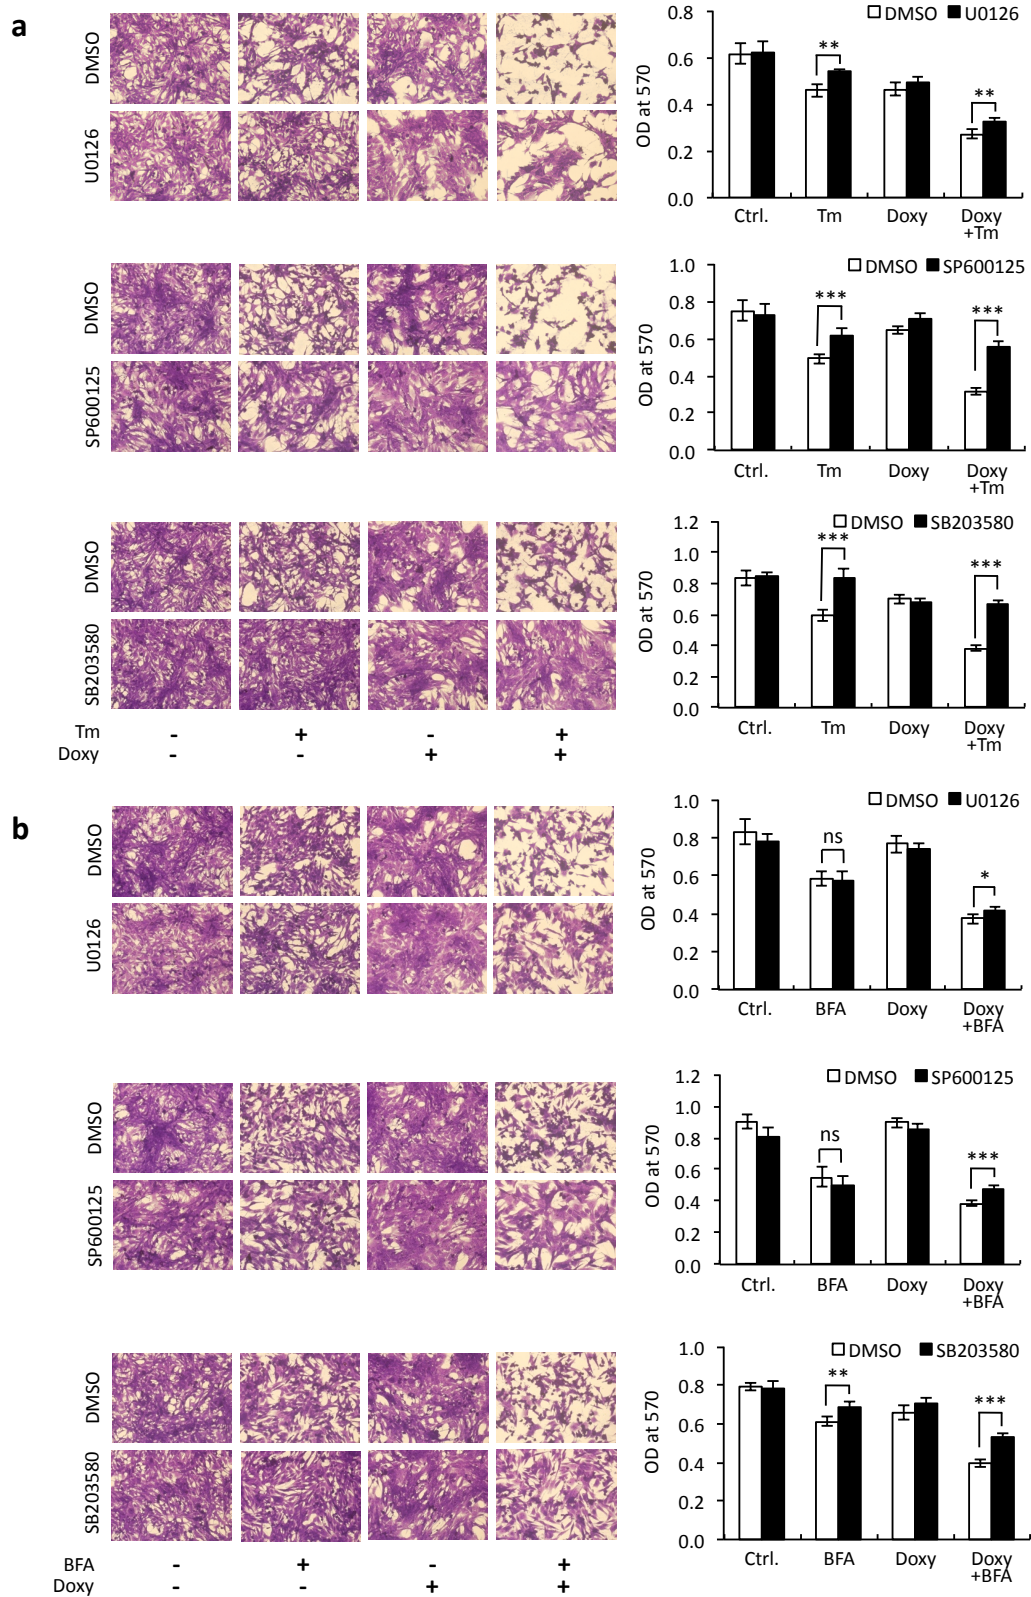 a
DMSO
U0126
DMSO U0126
OD at 570
0.8
0.6
0.4
0.2
0.0
**
**
Ctrl. Tm Doxy Doxy
+Tm
DMSO
SP600125
DMSO SP600125
OD at 570
1.0
0.8
0.6
0.4
0.2
0.0
***
***
Ctrl. Tm Doxy Doxy
+Tm
DMSO
SB203580
DMSO SB203580
OD at 570
1.2
1.0
0.8
0.6
0.4
0.2
0.0
***
***
Ctrl. Tm Doxy Doxy
+Tm
Tm - + - +
Doxy - - + +
b
DMSO
U0126
DMSO U0126
OD at 570
1.0
0.8
0.6
0.4
0.2
0.0
ns
*
Ctrl. BFA Doxy Doxy
+BFA
DMSO
SP600125
DMSO SP600125
OD at 570
1.2
1.0
0.8
0.6
0.4
0.2
0.0
ns
***
Ctrl. BFA Doxy Doxy
+BFA
DMSO
SB203580
DMSO SB203580
OD at 570
1.0
0.8
0.6
0.4
0.2
0.0
**
***
Ctrl. BFA Doxy Doxy
+BFA
BFA - + - +
Doxy - - + +